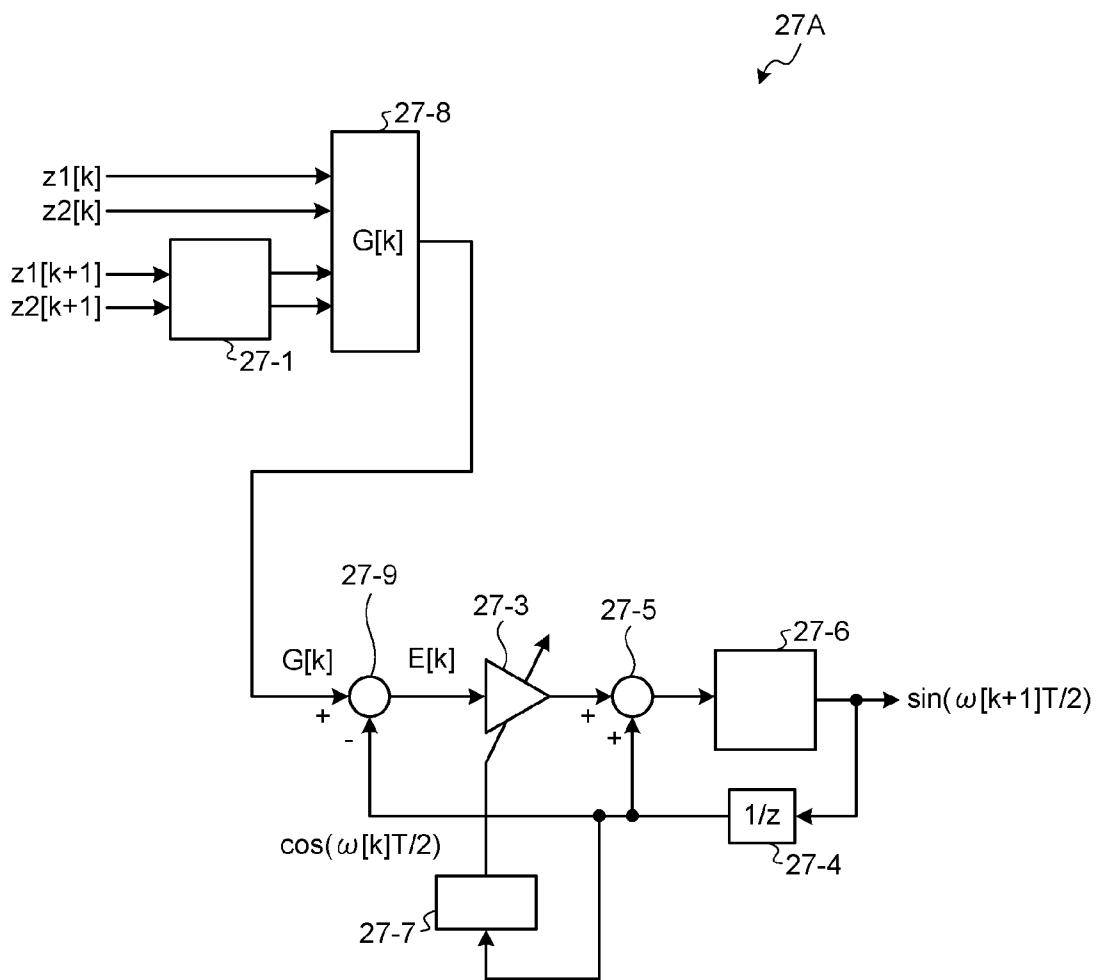 27A
27-8
z1[k]
z2[k]
G[k]
z1[k+1]
z2[k+1]
27-1
27-9
27-3
27-5
27-6
G[k]
E[k]
sin(ω[k+1]T/2)
+
-
+
+
1/z
cos(ω[k]T/2)
27-4
27-7